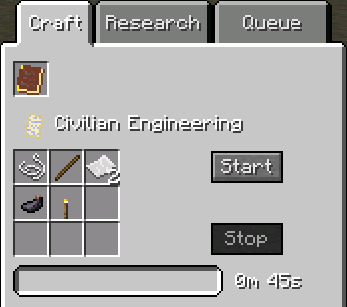 Craft Research Queue
Civilian Engineering
2
Start
Stop
0m 45s